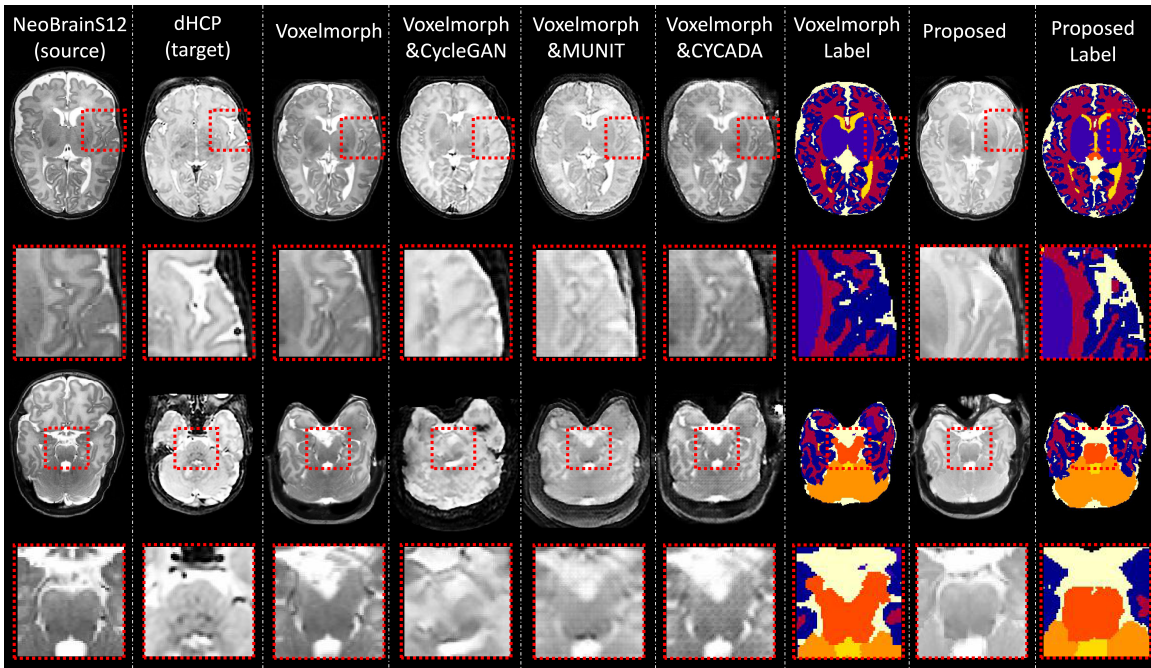 NeoBrainS12
(source)
dHCP
(target)
Voxelmorph
Voxelmorph
&CycleGAN
Voxelmorph
&MUNIT
Voxelmorph
&CYCADA
Voxelmorph
Label
Proposed
Proposed
Label